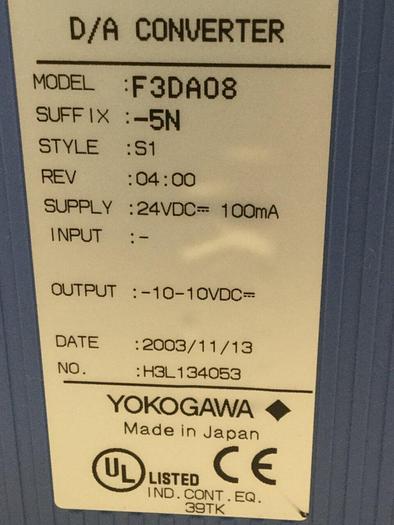 D/A CONVERTER
MODEL :F3DA08
SUFFIX :-5N
STYLE :S1
REV :04:00
SUPPLY :24VDC⎓ 100mA
INPUT :-
OUTPUT :-10-10VDC⎓
DATE :2003/11/13
NO. :H3L134053
YOKOGAWA ◆
Made in Japan
UL LISTED CE
IND.CONT.EQ.
39TK